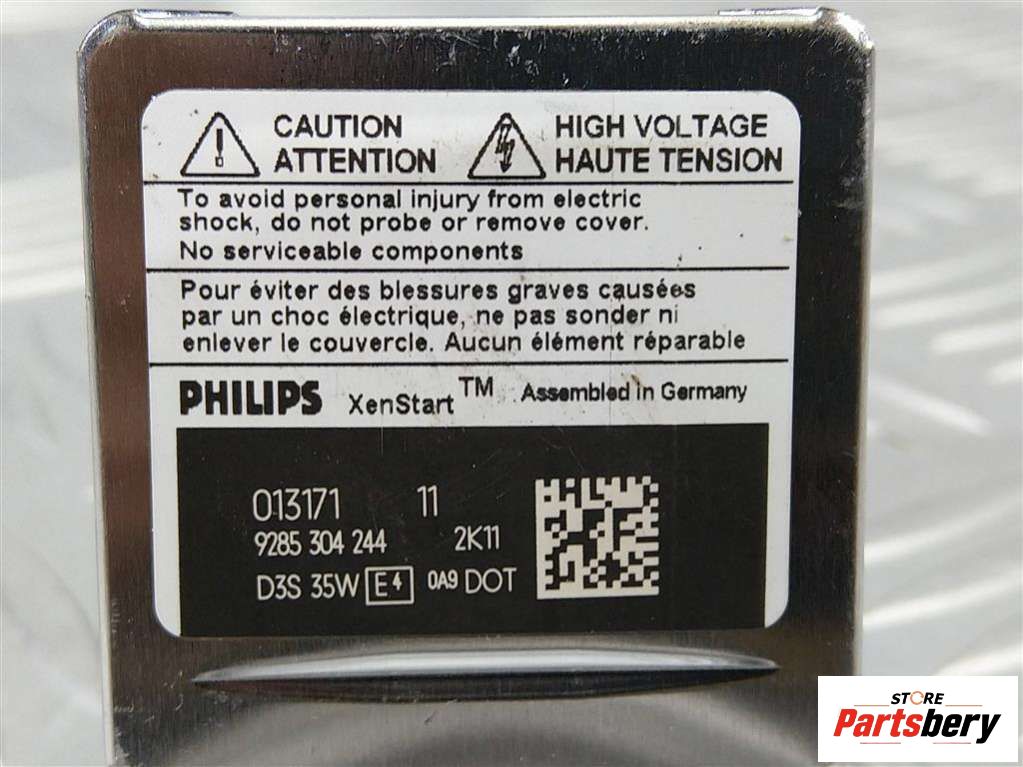 CAUTION
ATTENTION
HIGH VOLTAGE
HAUTE TENSION
To avoid personal injury from electric
shock, do not probe or remove cover.
No serviceable components
Pour éviter des blessures graves causées
par un choc électrique, ne pas sonder ni
enlever le couvercle. Aucun élément réparable
PHILIPS XenStart™ Assembled in Germany
013171 11
9285 304 244 2K11
D3S 35W E4 0A9 DOT
STORE
Partsbery